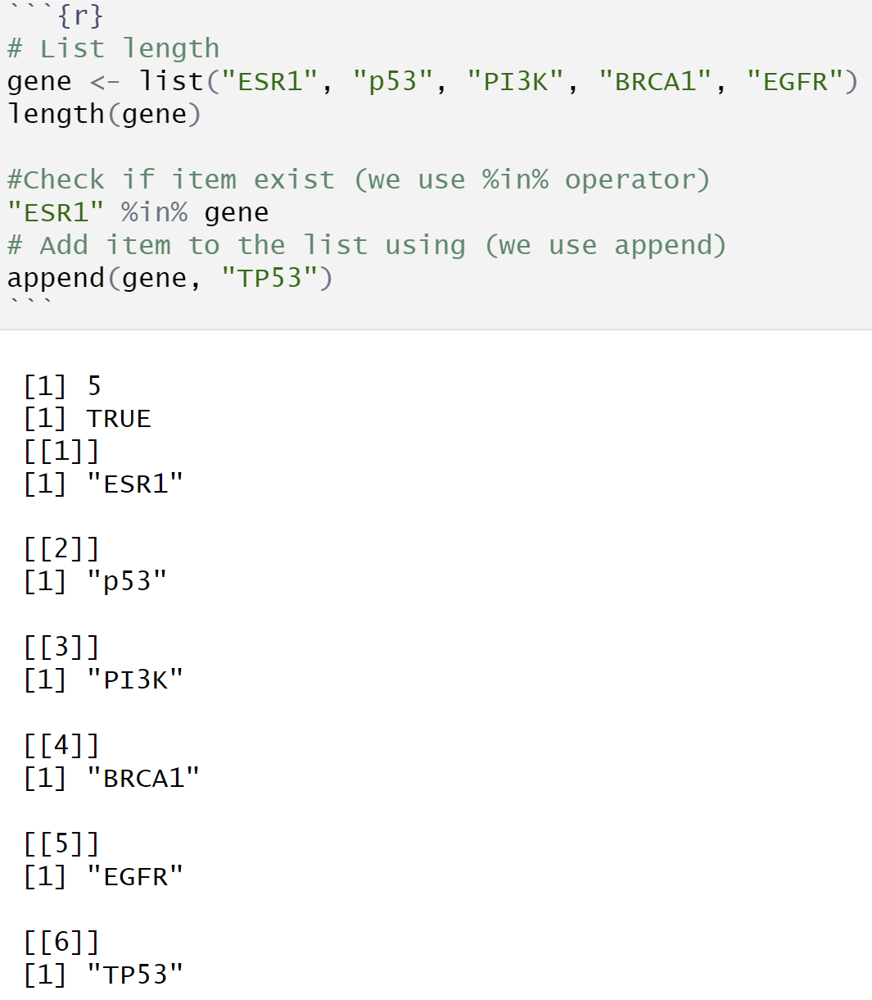 ```{r}
# List length
gene <- list("ESR1", "p53", "PI3K", "BRCA1", "EGFR")
length(gene)
#Check if item exist (we use %in% operator)
"ESR1" %in% gene
# Add item to the list using (we use append)
append(gene, "TP53")
```
[1] 5
[1] TRUE
[[1]]
[1] "ESR1"
[[2]]
[1] "p53"
[[3]]
[1] "PI3K"
[[4]]
[1] "BRCA1"
[[5]]
[1] "EGFR"
[[6]]
[1] "TP53"